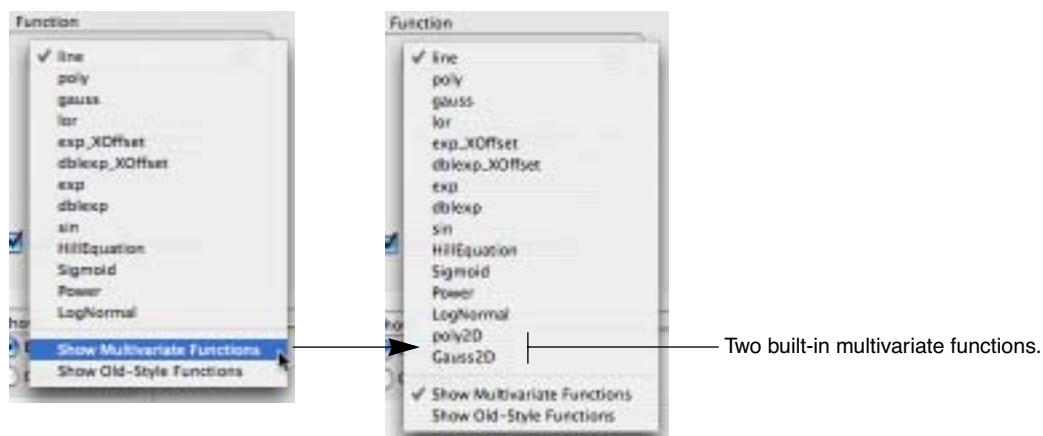 Function
✓ line
poly
gauss
lor
exp_XOffset
dblexp_XOffset
exp
dblexp
sin
HillEquation
Sigmoid
Power
LogNormal
Show Multivariate Functions
Show Old-Style Functions
Function
✓ line
poly
gauss
lor
exp_XOffset
dblexp_XOffset
exp
dblexp
sin
HillEquation
Sigmoid
Power
LogNormal
poly2D
Gauss2D
✓ Show Multivariate Functions
Show Old-Style Functions
Two built-in multivariate functions.